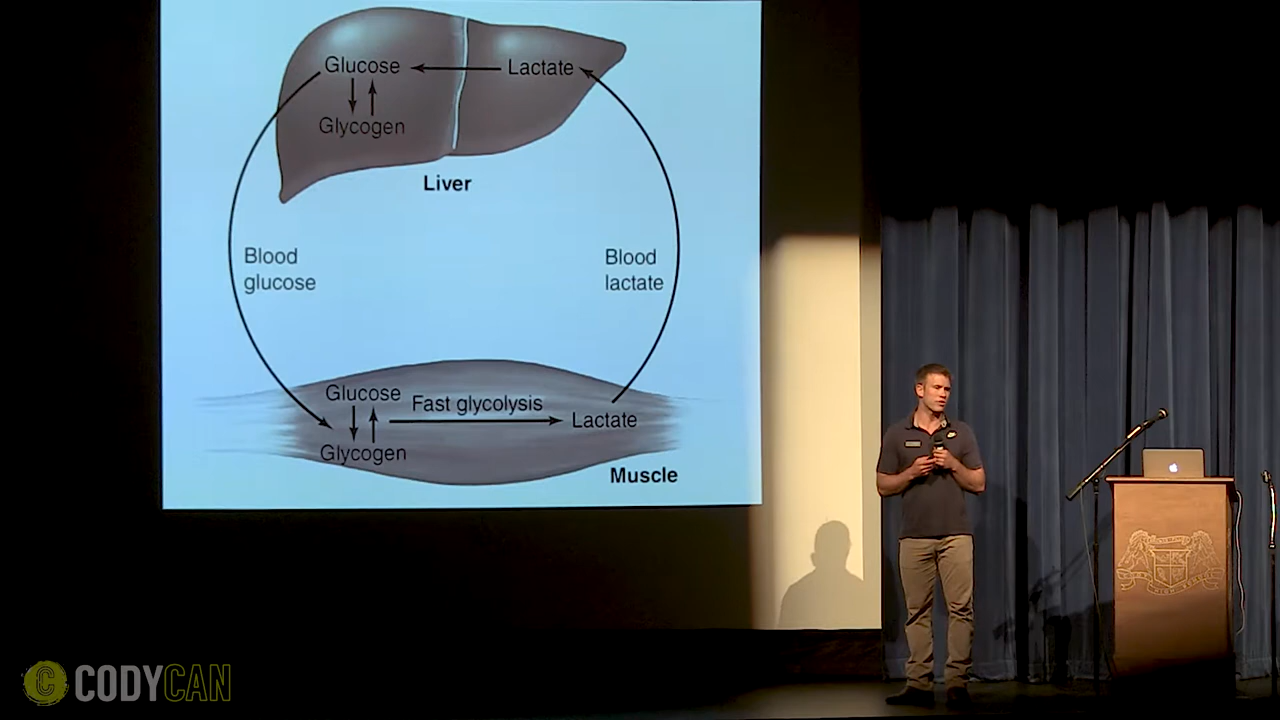 Glucose
Lactate
Glycogen
Liver
Blood
glucose
Blood
lactate
Glucose
Fast glycolysis
Lactate
Glycogen
Muscle
CODYCAN